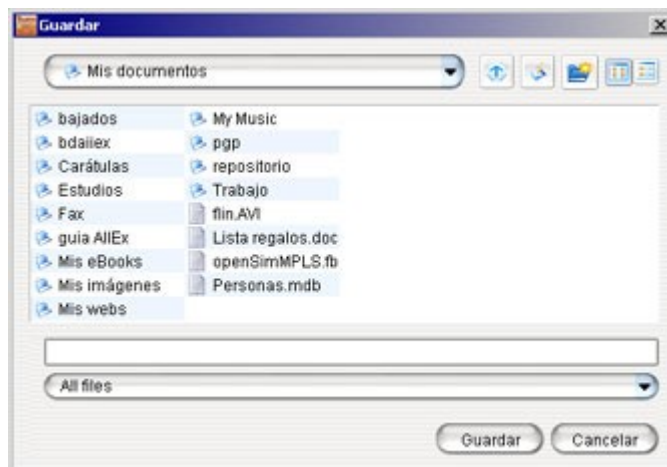 Guardar
Mis documentos
bajados
bdaiiex
Carátulas
Estudios
Fax
guia AllEx
Mis eBooks
Mis imágenes
Mis webs
My Music
pgp
repositorio
Trabajo
flin.AVI
Lista regalos.doc
openSimMPLS.fb
Personas.mdb
All files
Guardar
Cancelar